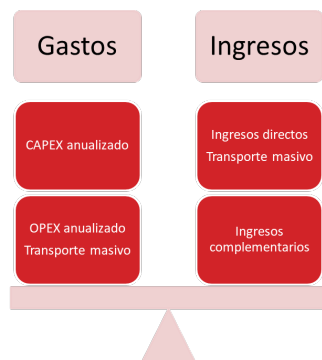 Gastos
Ingresos
CAPEX anualizado
Ingresos directos
Transporte masivo
OPEX anualizado
Transporte masivo
Ingresos
complementarios